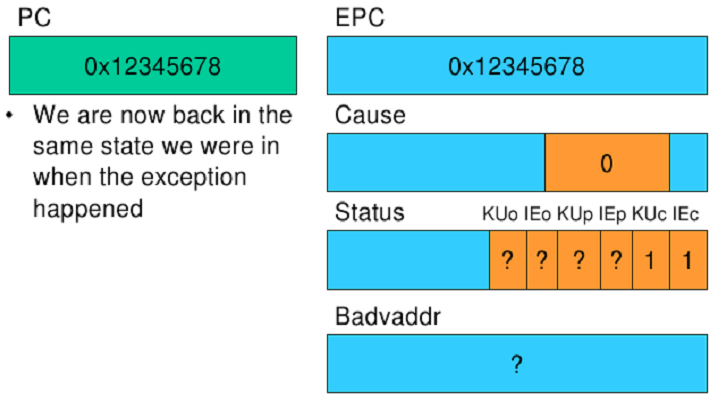 PC
0x12345678
• We are now back in the
same state we were in
when the exception
happened
EPC
0x12345678
Cause
0
Status
KUo IEo KUp IEp KUc IEc
? ? ? ? 1 1
Badvaddr
?